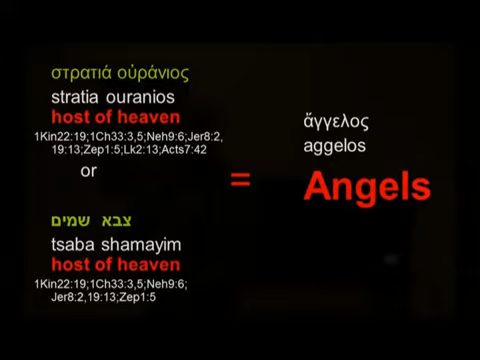 στρατιά οὐράνιος
stratia ouranios
host of heaven
1Kin22:19;1Ch33:3,5;Neh9:6;Jer8:2,
19:13;Zep1:5;Lk2:13;Acts7:42
or
צבא שמים
tsaba shamayim
host of heaven
1Kin22:19;1Ch33:3,5;Neh9:6;
Jer8:2,19:13;Zep1:5
=
ἄγγελος
aggelos
Angels